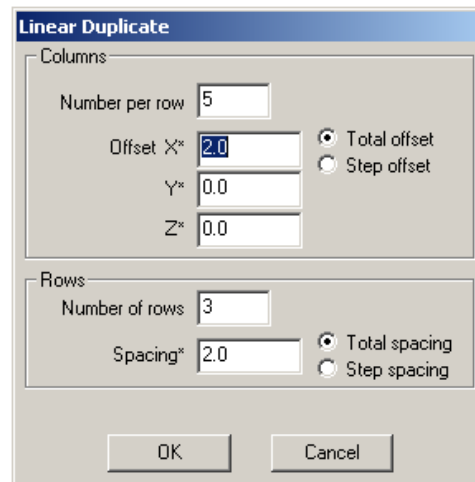 Linear Duplicate
Columns
Number per row 5
Offset X* 2.0 Total offset
Step offset
Y* 0.0
Z* 0.0
Rows
Number of rows 3
Spacing* 2.0 Total spacing
Step spacing
OK Cancel